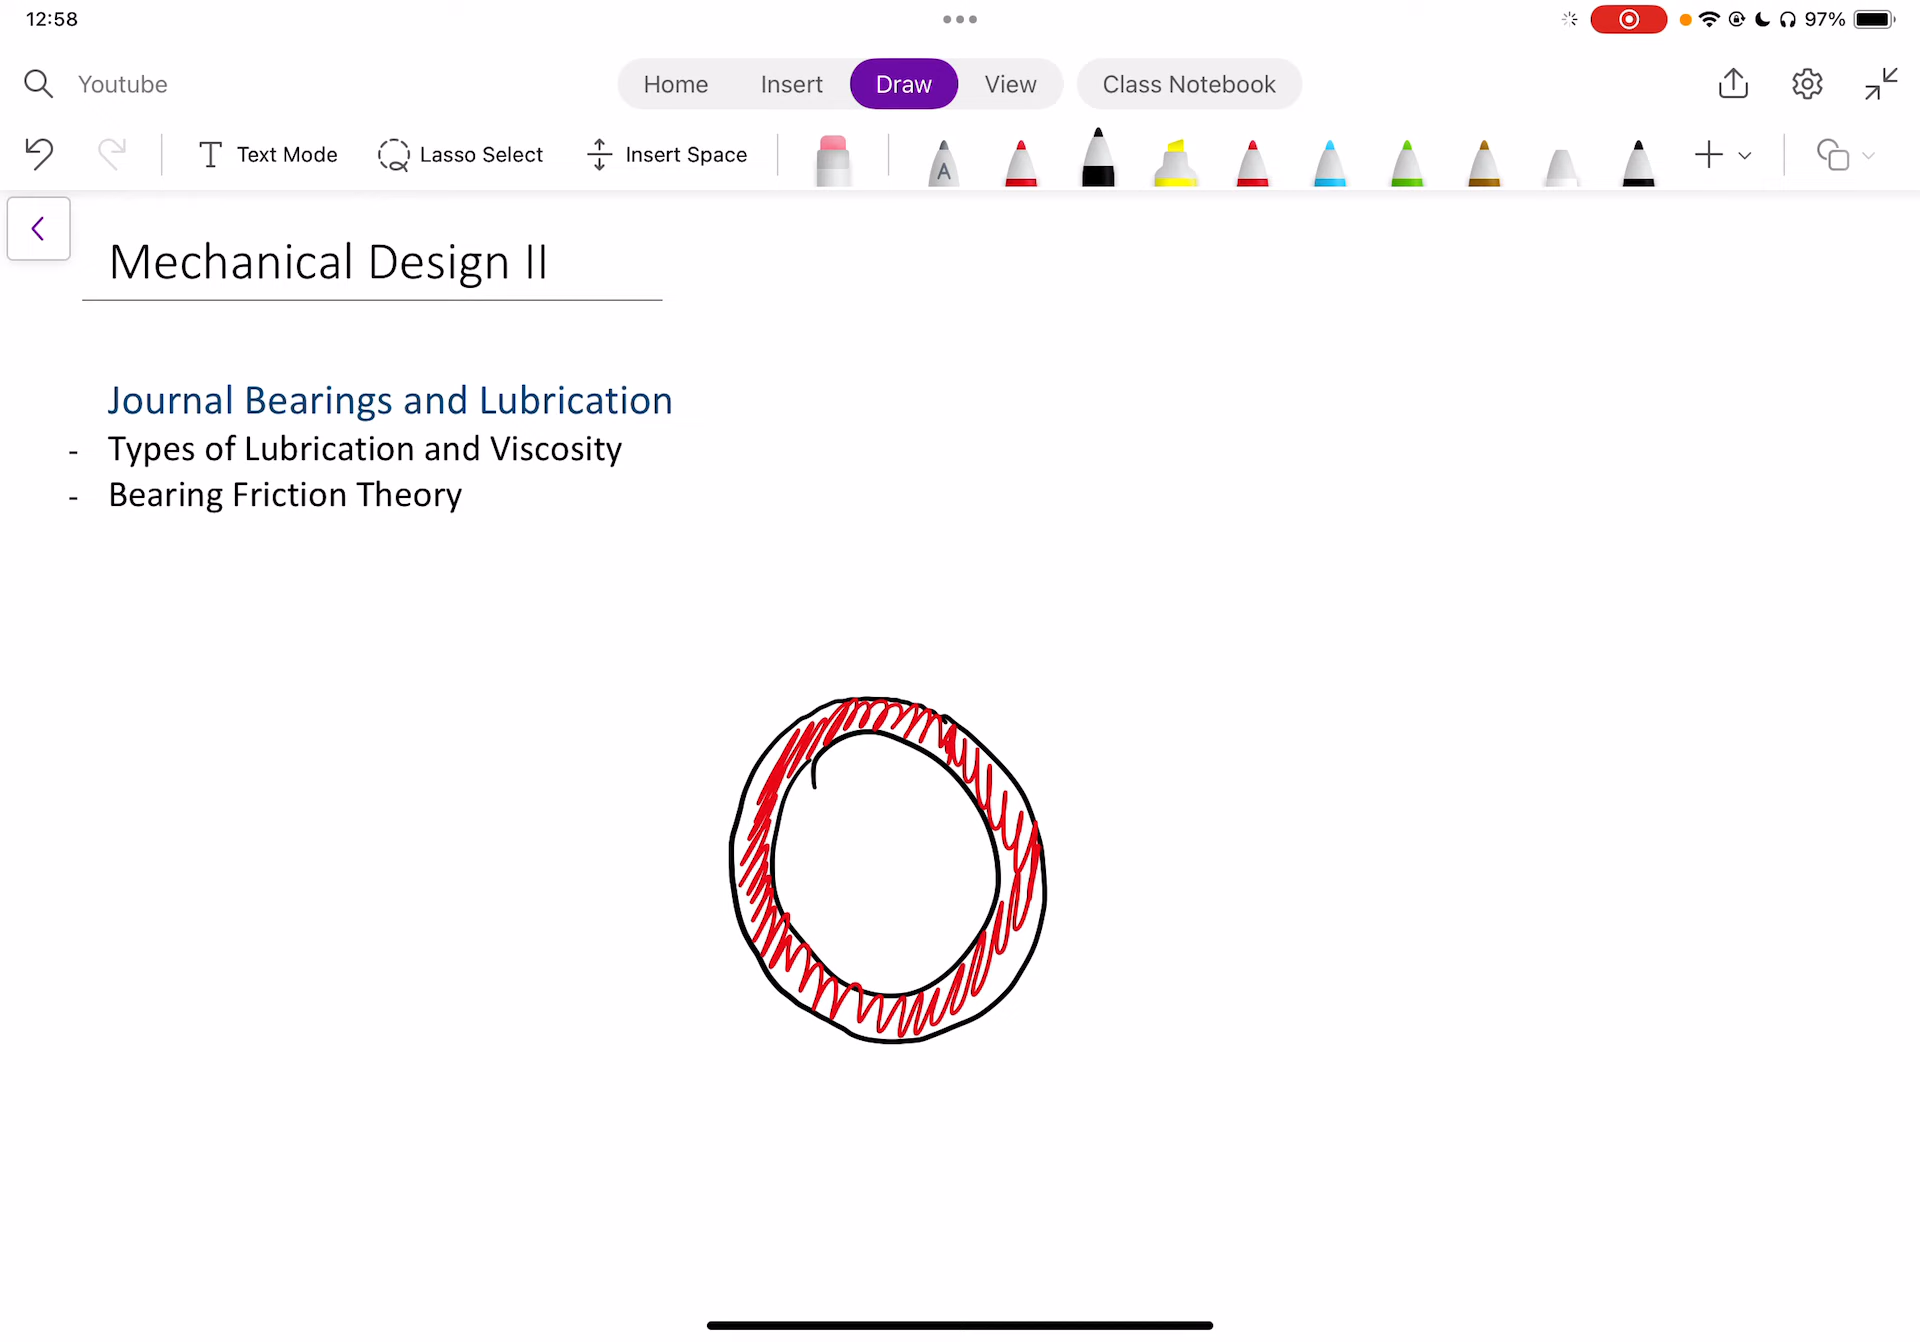 12:58
97%
Youtube
Home Insert Draw View Class Notebook
Text Mode Lasso Select Insert Space
A
Mechanical Design II
Journal Bearings and Lubrication
- Types of Lubrication and Viscosity
- Bearing Friction Theory